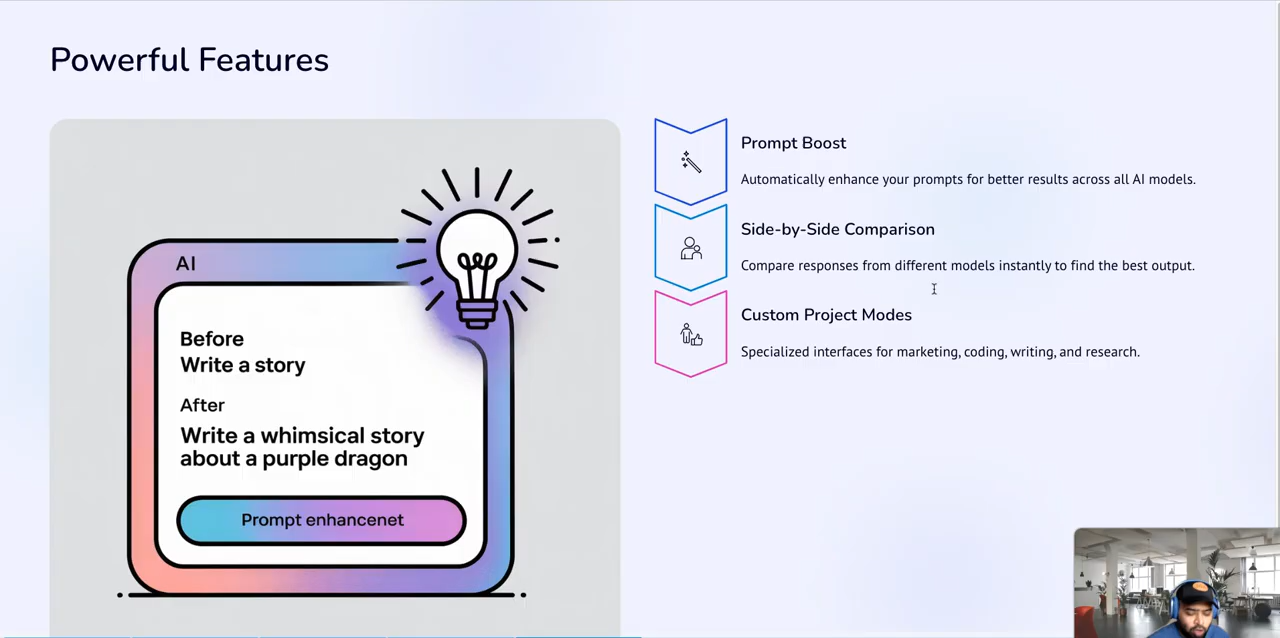 Powerful Features
AI
Before
Write a story
After
Write a whimsical story
about a purple dragon
Prompt enhancenet
Prompt Boost
Automatically enhance your prompts for better results across all AI models.
Side-by-Side Comparison
Compare responses from different models instantly to find the best output.
Custom Project Modes
Specialized interfaces for marketing, coding, writing, and research.